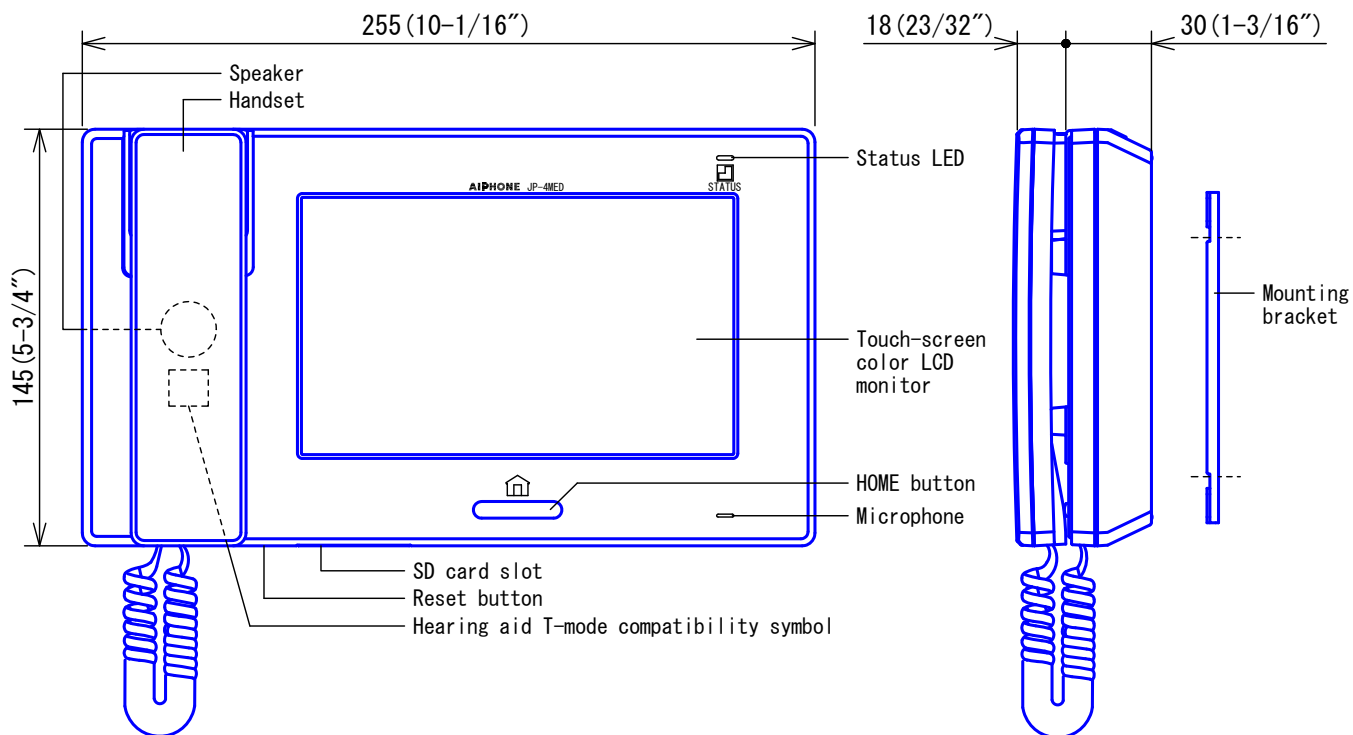 255(10-1/16″)
18(23/32″)
30(1-3/16″)
Speaker
Handset
Status LED
AIPHONE JP-4MED
STATUS
145(5-3/4″)
Mounting
bracket
Touch-screen
color LCD
monitor
HOME button
Microphone
SD card slot
Reset button
Hearing aid T-mode compatibility symbol